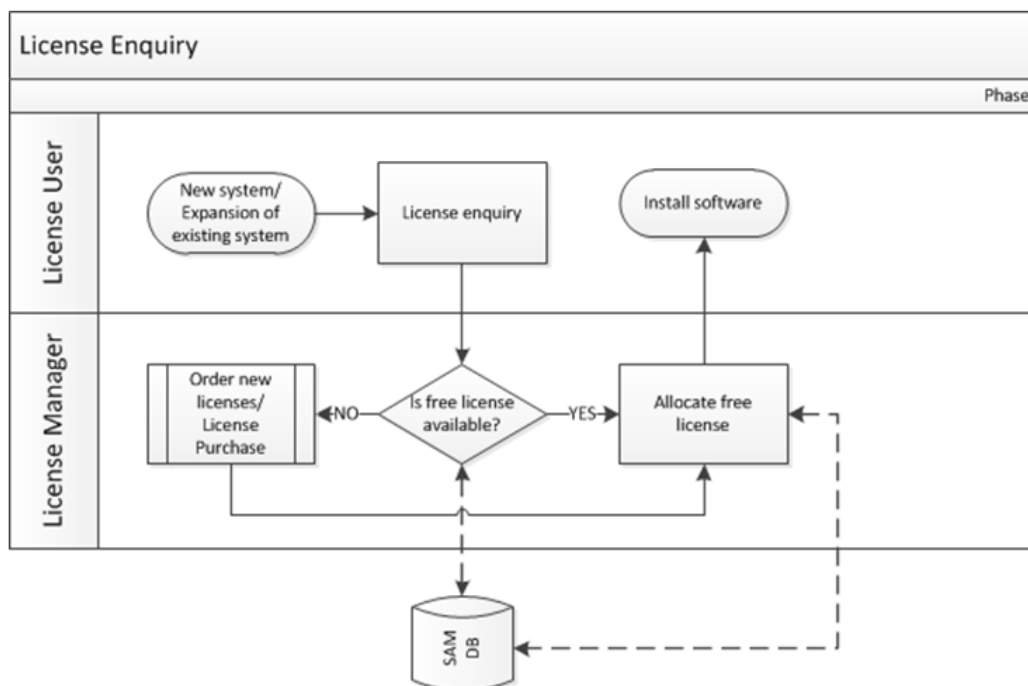 License Enquiry
Phase
License User
New system/
Expansion of
existing system
License enquiry
Install software
License Manager
Order new
licenses/
License
Purchase
NO
Is free license
available?
YES
Allocate free
license
SAM
DB